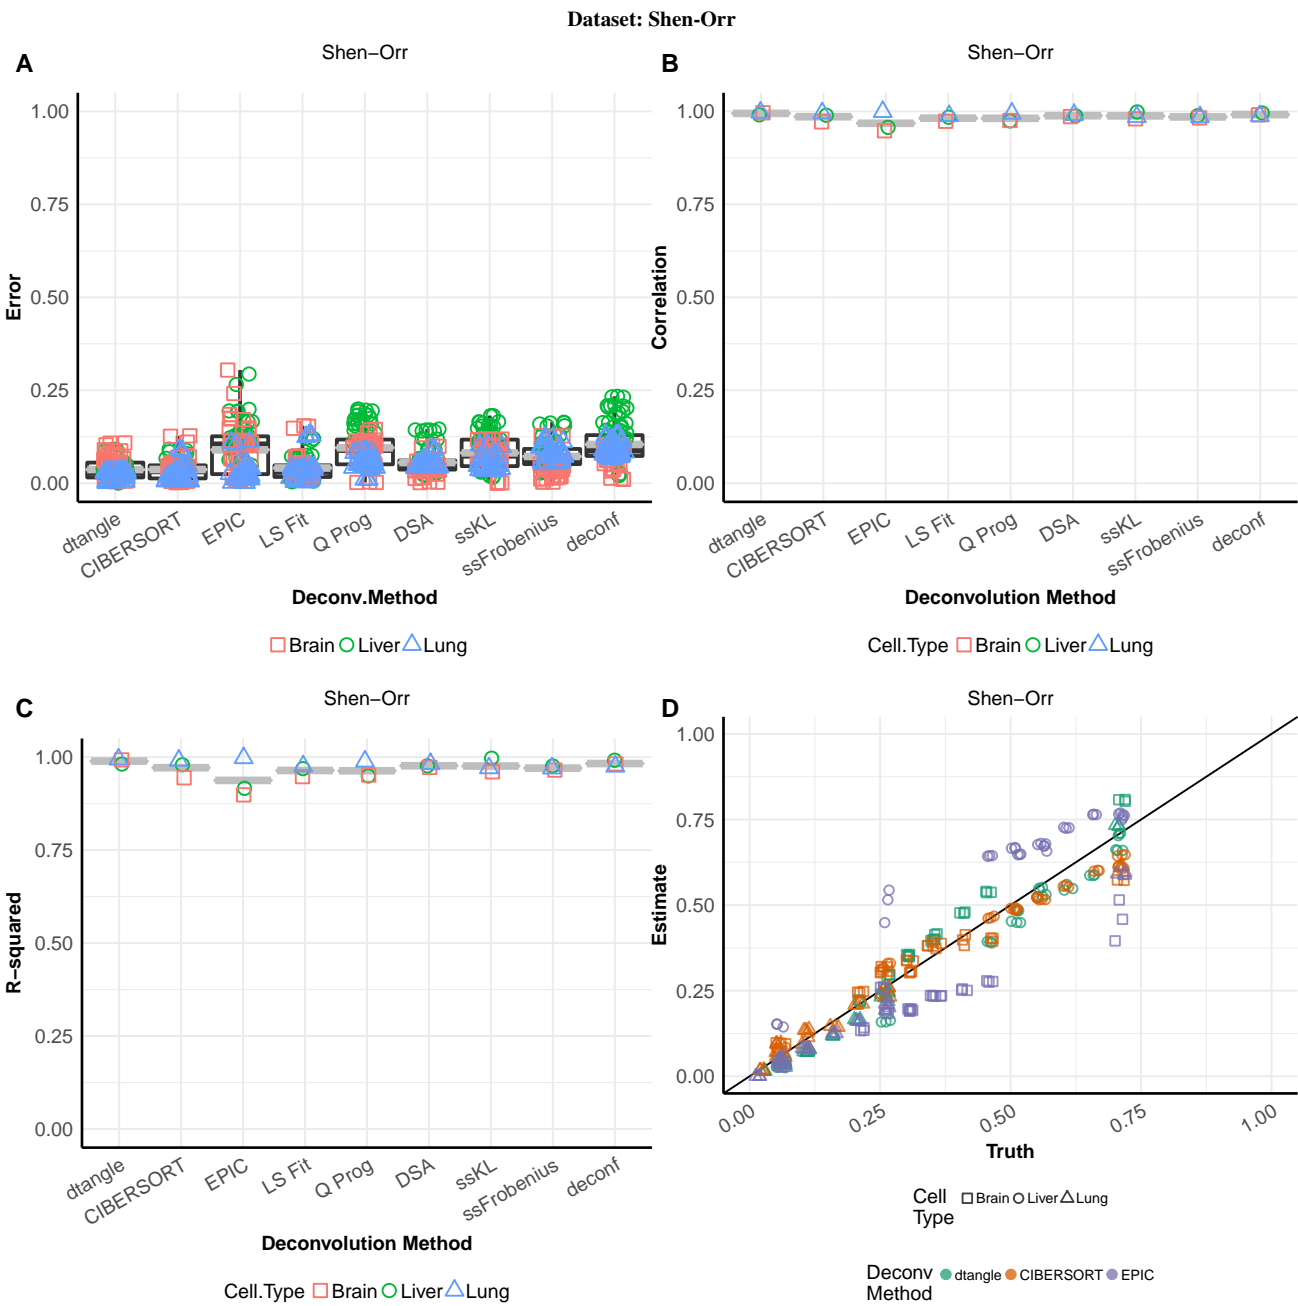 Dataset: Shen-Orr
A
Shen−Orr
1.00
0.75
0.50
0.25
0.00
Error
dtangle
CIBERSORT
EPIC
LS Fit
Q Prog
DSA
ssKL
ssFrobenius
deconf
Deconv.Method
Brain Liver Lung
B
Shen−Orr
1.00
0.75
0.50
0.25
0.00
Correlation
dtangle
CIBERSORT
EPIC
LS Fit
Q Prog
DSA
ssKL
ssFrobenius
deconf
Deconvolution Method
Cell.Type Brain Liver Lung
C
Shen−Orr
1.00
0.75
0.50
0.25
0.00
R−squared
dtangle
CIBERSORT
EPIC
LS Fit
Q Prog
DSA
ssKL
ssFrobenius
deconf
Deconvolution Method
Cell.Type Brain Liver Lung
D
Shen−Orr
1.00
0.75
0.50
0.25
0.00
Estimate
0.00
0.25
0.50
0.75
1.00
Truth
Cell Type Brain Liver Lung
Deconv Method dtangle CIBERSORT EPIC